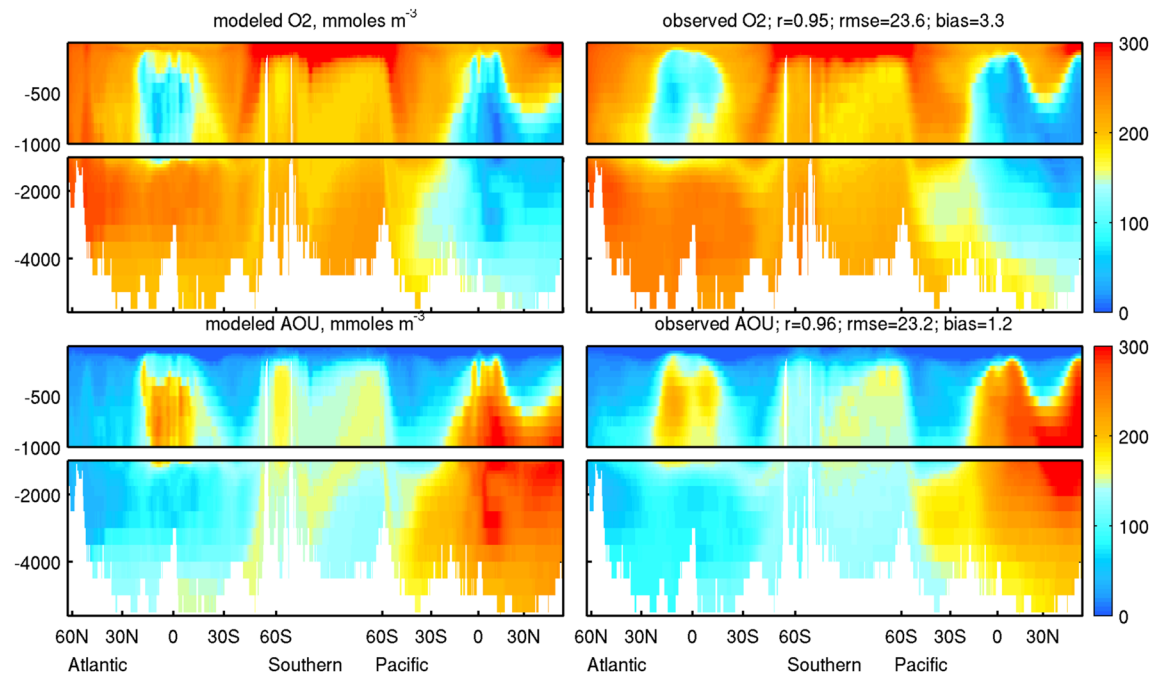 modeled O2, mmoles m-3
observed O2; r=0.95; rmse=23.6; bias=3.3
-500
-1000
-2000
-4000
300
200
100
0
modeled AOU, mmoles m-3
observed AOU; r=0.96; rmse=23.2; bias=1.2
-500
-1000
-2000
-4000
300
200
100
0
60N 30N 0 30S 60S 60S 30S 0 30N
60N 30N 0 30S 60S 60S 30S 0 30N
Atlantic Southern Pacific
Atlantic Southern Pacific